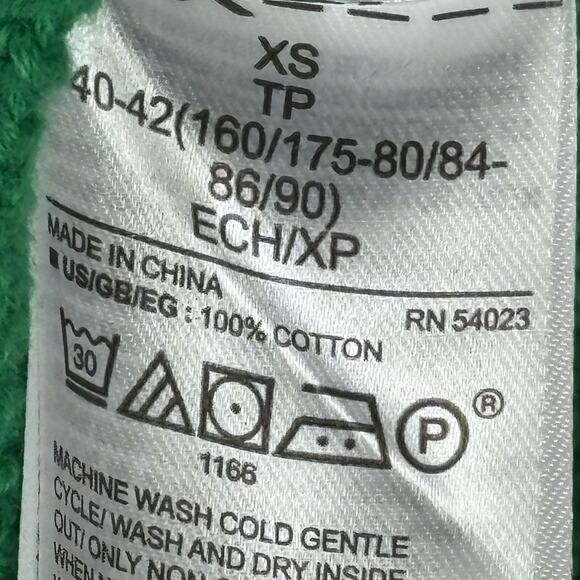 XS
TP
40-42(160/175-80/84-
86/90)
ECH/XP
MADE IN CHINA
RN 54023
US/GB/EG : 100% COTTON
30
P ®
1166
MACHINE WASH COLD GENTLE
CYCLE/ WASH AND DRY INSIDE
OUT/ ONLY NON
WHEN